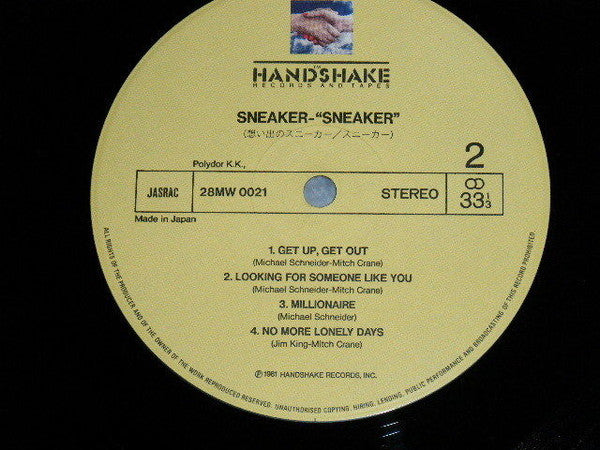 HANDSHAKE
RECORDS AND TAPES
SNEAKER-"SNEAKER"
(想い出のスニーカー/スニーカー)
2
Polydor K.K.,
JASRAC
28MW 0021
STEREO
33 1/3
Made in Japan
1. GET UP, GET OUT
(Michael Schneider-Mitch Crane)
2. LOOKING FOR SOMEONE LIKE YOU
(Michael Schneider-Mitch Crane)
3. MILLIONAIRE
(Michael Schneider)
4. NO MORE LONELY DAYS
(Jim King-Mitch Crane)
Ⓟ1981 HANDSHAKE RECORDS, INC.
ALL RIGHTS OF THE PRODUCER AND OF THE OWNER OF THE WORK REPRODUCED RESERVED. UNAUTHORISED COPYING, HIRING, LENDING, PUBLIC PERFORMANCE AND BROADCASTING OF THIS RECORD PROHIBITED